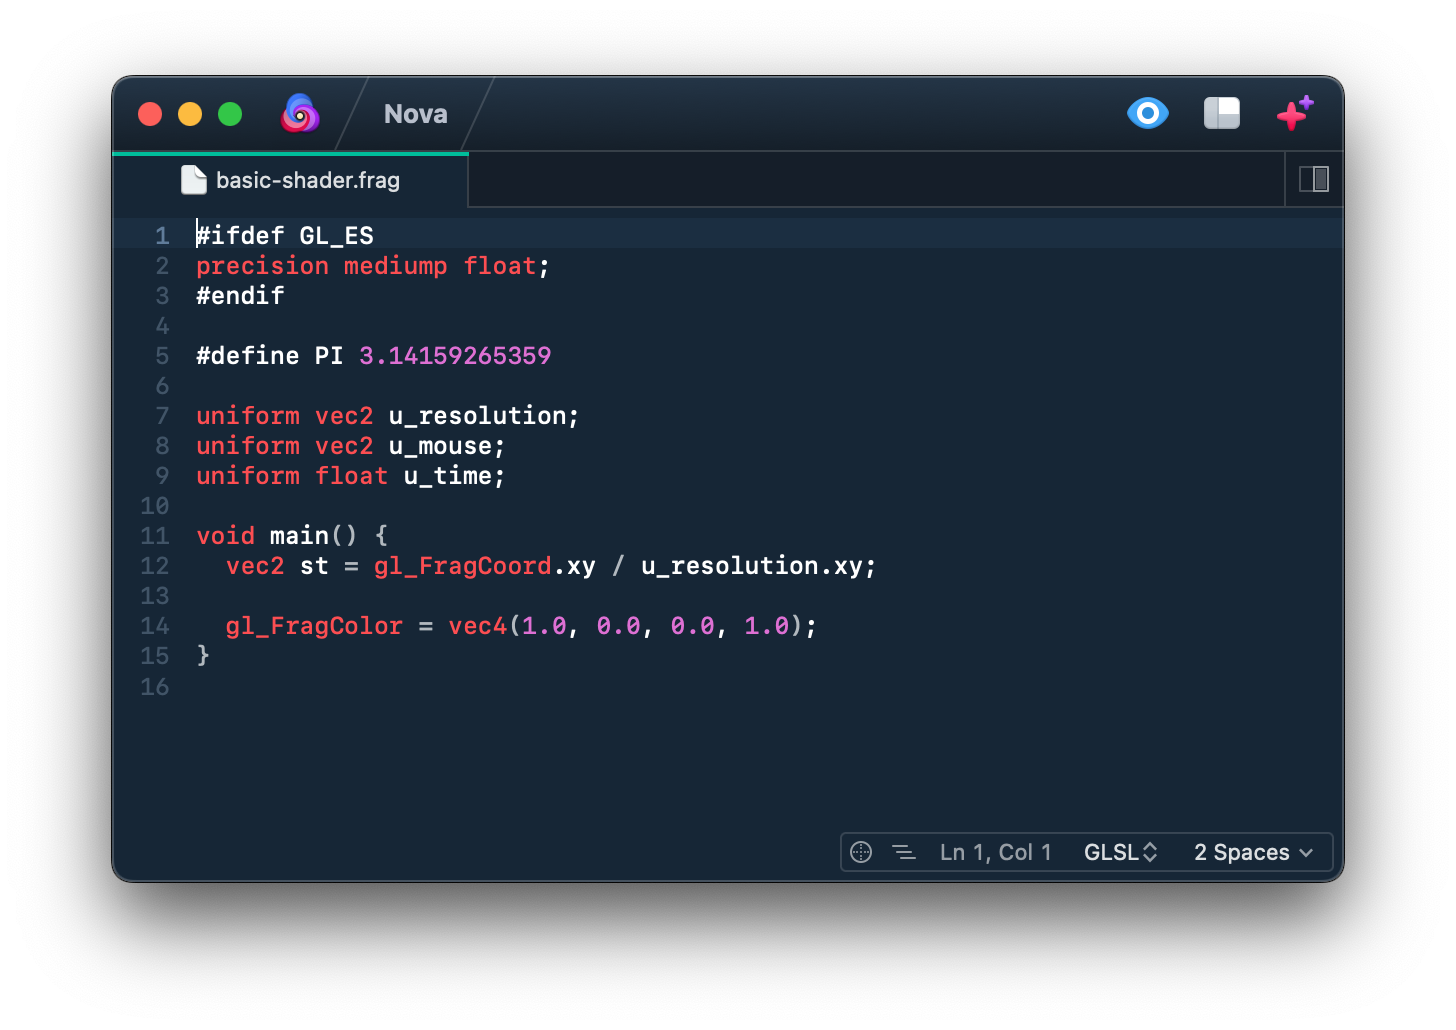 Nova
basic-shader.frag
1 #ifdef GL_ES
2 precision mediump float;
3 #endif
4
5 #define PI 3.14159265359
6
7 uniform vec2 u_resolution;
8 uniform vec2 u_mouse;
9 uniform float u_time;
10
11 void main() {
12   vec2 st = gl_FragCoord.xy / u_resolution.xy;
13
14   gl_FragColor = vec4(1.0, 0.0, 0.0, 1.0);
15 }
16
Ln 1, Col 1 GLSL 2 Spaces